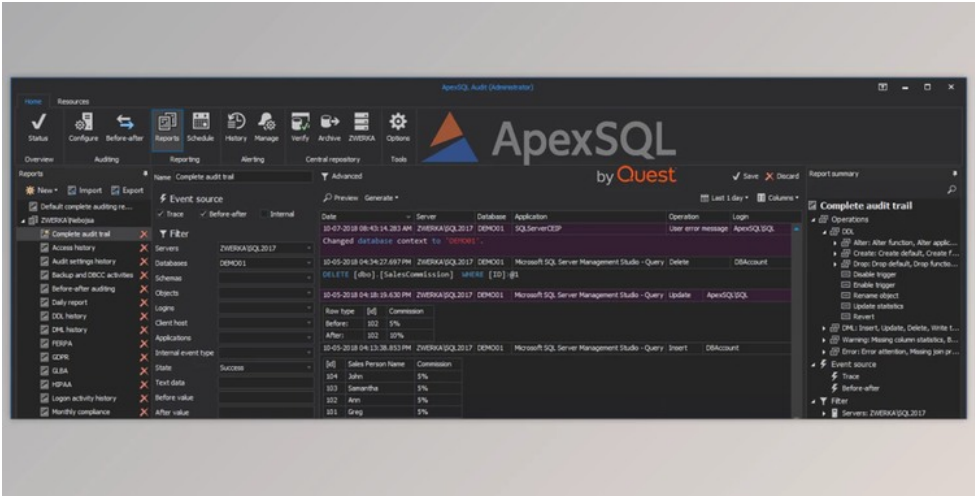 ApexSQL Audit (Administrator)
Home Resources
Status Configure Before-after Reports Schedule History Manage Verify Archive ZWERKA Options
Overview Auditing Reporting Alerting Central repository Tools
ApexSQL
by Quest
Reports
New Import Export
Default complete auditing re...
ZWERKA\Nebojsa
Complete audit trail
Access history
Audit settings history
Backup and DBCC activities
Before-after auditing
Daily report
DDL history
DML history
FERPA
GDPR
GLBA
HIPAA
Logon activity history
Monthly compliance
Name Complete audit trail
Event source
Trace Before-after Internal
Filter
Servers ZWERKA\SQL2017
Databases DEMO01
Schemas
Objects
Logins
Client host
Applications
Internal event type
State Success
Text data
Before value
After value
Advanced Save Discard
Preview Generate Last 1 day Columns
Date Server Database Application Operation Login
10-07-2018 08:43:14.283 AM ZWERKA\SQL2017 DEMO01 SQLServerCEIP User error message ApexSQL\SQL
Changed database context to 'DEMO01'.
10-05-2018 04:34:27.697 PM ZWERKA\SQL2017 DEMO01 Microsoft SQL Server Management Studio - Query Delete DBAccount
DELETE [dbo].[SalesCommission] WHERE [ID]=@1
10-05-2018 04:18:19.630 PM ZWERKA\SQL2017 DEMO01 Microsoft SQL Server Management Studio - Query Update ApexSQL\SQL
Row type [id] Commission
Before: 102 5%
After: 102 10%
10-05-2018 04:13:38.853 PM ZWERKA\SQL2017 DEMO01 Microsoft SQL Server Management Studio - Query Insert DBAccount
[id] Sales Person Name Commission
104 John 5%
103 Samantha 5%
102 Ann 5%
101 Greg 5%
Report summary
Complete audit trail
Operations
DDL
Alter: Alter function, Alter applic...
Create: Create default, Create f...
Drop: Drop default, Drop functio...
Disable trigger
Enable trigger
Rename object
Update statistics
Revert
DML: Insert, Update, Delete, Write t...
Warning: Missing column statistics, B...
Error: Error attention, Missing join pr...
Event source
Trace
Before-after
Filter
Servers: ZWERKA\SQL2017